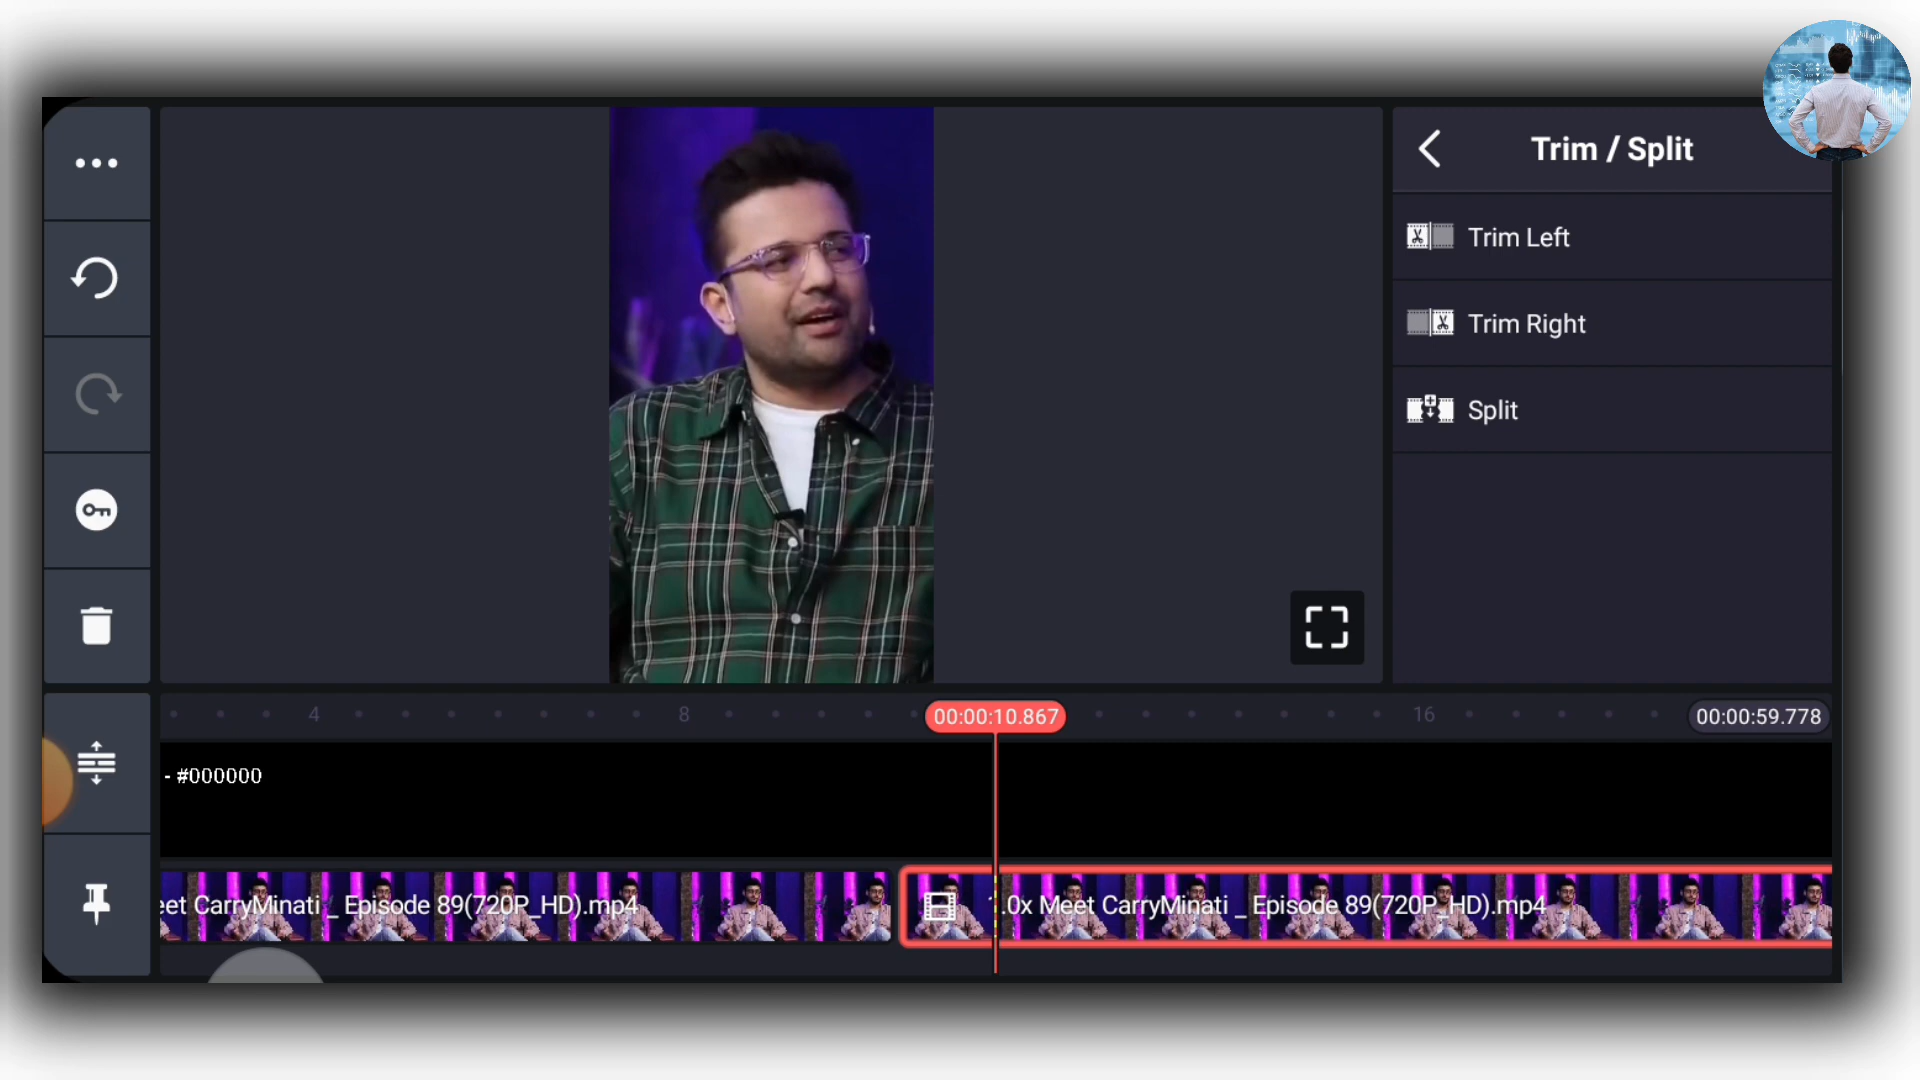 Trim / Split
Trim Left
Trim Right
Split
4
8
00:00:10.867
16
00:00:59.778
- #000000
eet CarryMinati _ Episode 89(720P_HD).mp4
.0x Meet CarryMinati _ Episode 89(720P_HD).mp4